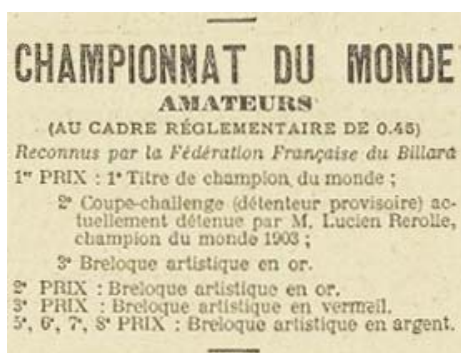 CHAMPIONNAT DU MONDE
AMATEURS
(AU CADRE RÉGLEMENTAIRE DE 0.45)
Reconnus par la Fédération Française du Billard
1er PRIX : 1° Titre de champion du monde ;
2° Coupe-challenge (détenteur provisoire) ac-
tuellement détenue par M. Lucien Rerolle,
champion du monde 1903 ;
3° Breloque artistique en or.
2e PRIX : Breloque artistique en or.
3e PRIX : Breloque artistique en vermeil.
5e, 6e, 7e, 8e PRIX : Breloque artistique en argent.